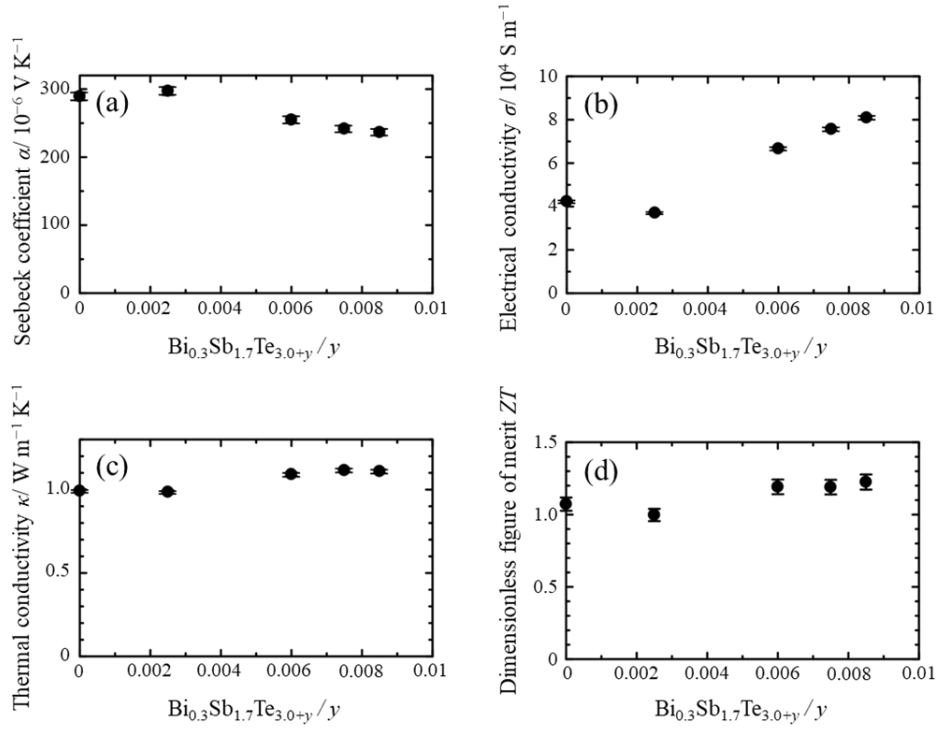 Seebeck coefficient α/ 10⁻⁶ V K⁻¹
(a)
300
200
100
0
0 0.002 0.004 0.006 0.008 0.01
Bi₀.₃Sb₁.₇Te₃.₀₊y / y
Electrical conductivity σ/ 10⁴ S m⁻¹
(b)
10
8
6
4
2
0
0 0.002 0.004 0.006 0.008 0.01
Bi₀.₃Sb₁.₇Te₃.₀₊y / y
Thermal conductivity κ/ W m⁻¹ K⁻¹
(c)
1.0
0.5
0
0 0.002 0.004 0.006 0.008 0.01
Bi₀.₃Sb₁.₇Te₃.₀₊y / y
Dimensionless figure of merit ZT
(d)
1.5
1.0
0.5
0
0 0.002 0.004 0.006 0.008 0.01
Bi₀.₃Sb₁.₇Te₃.₀₊y / y